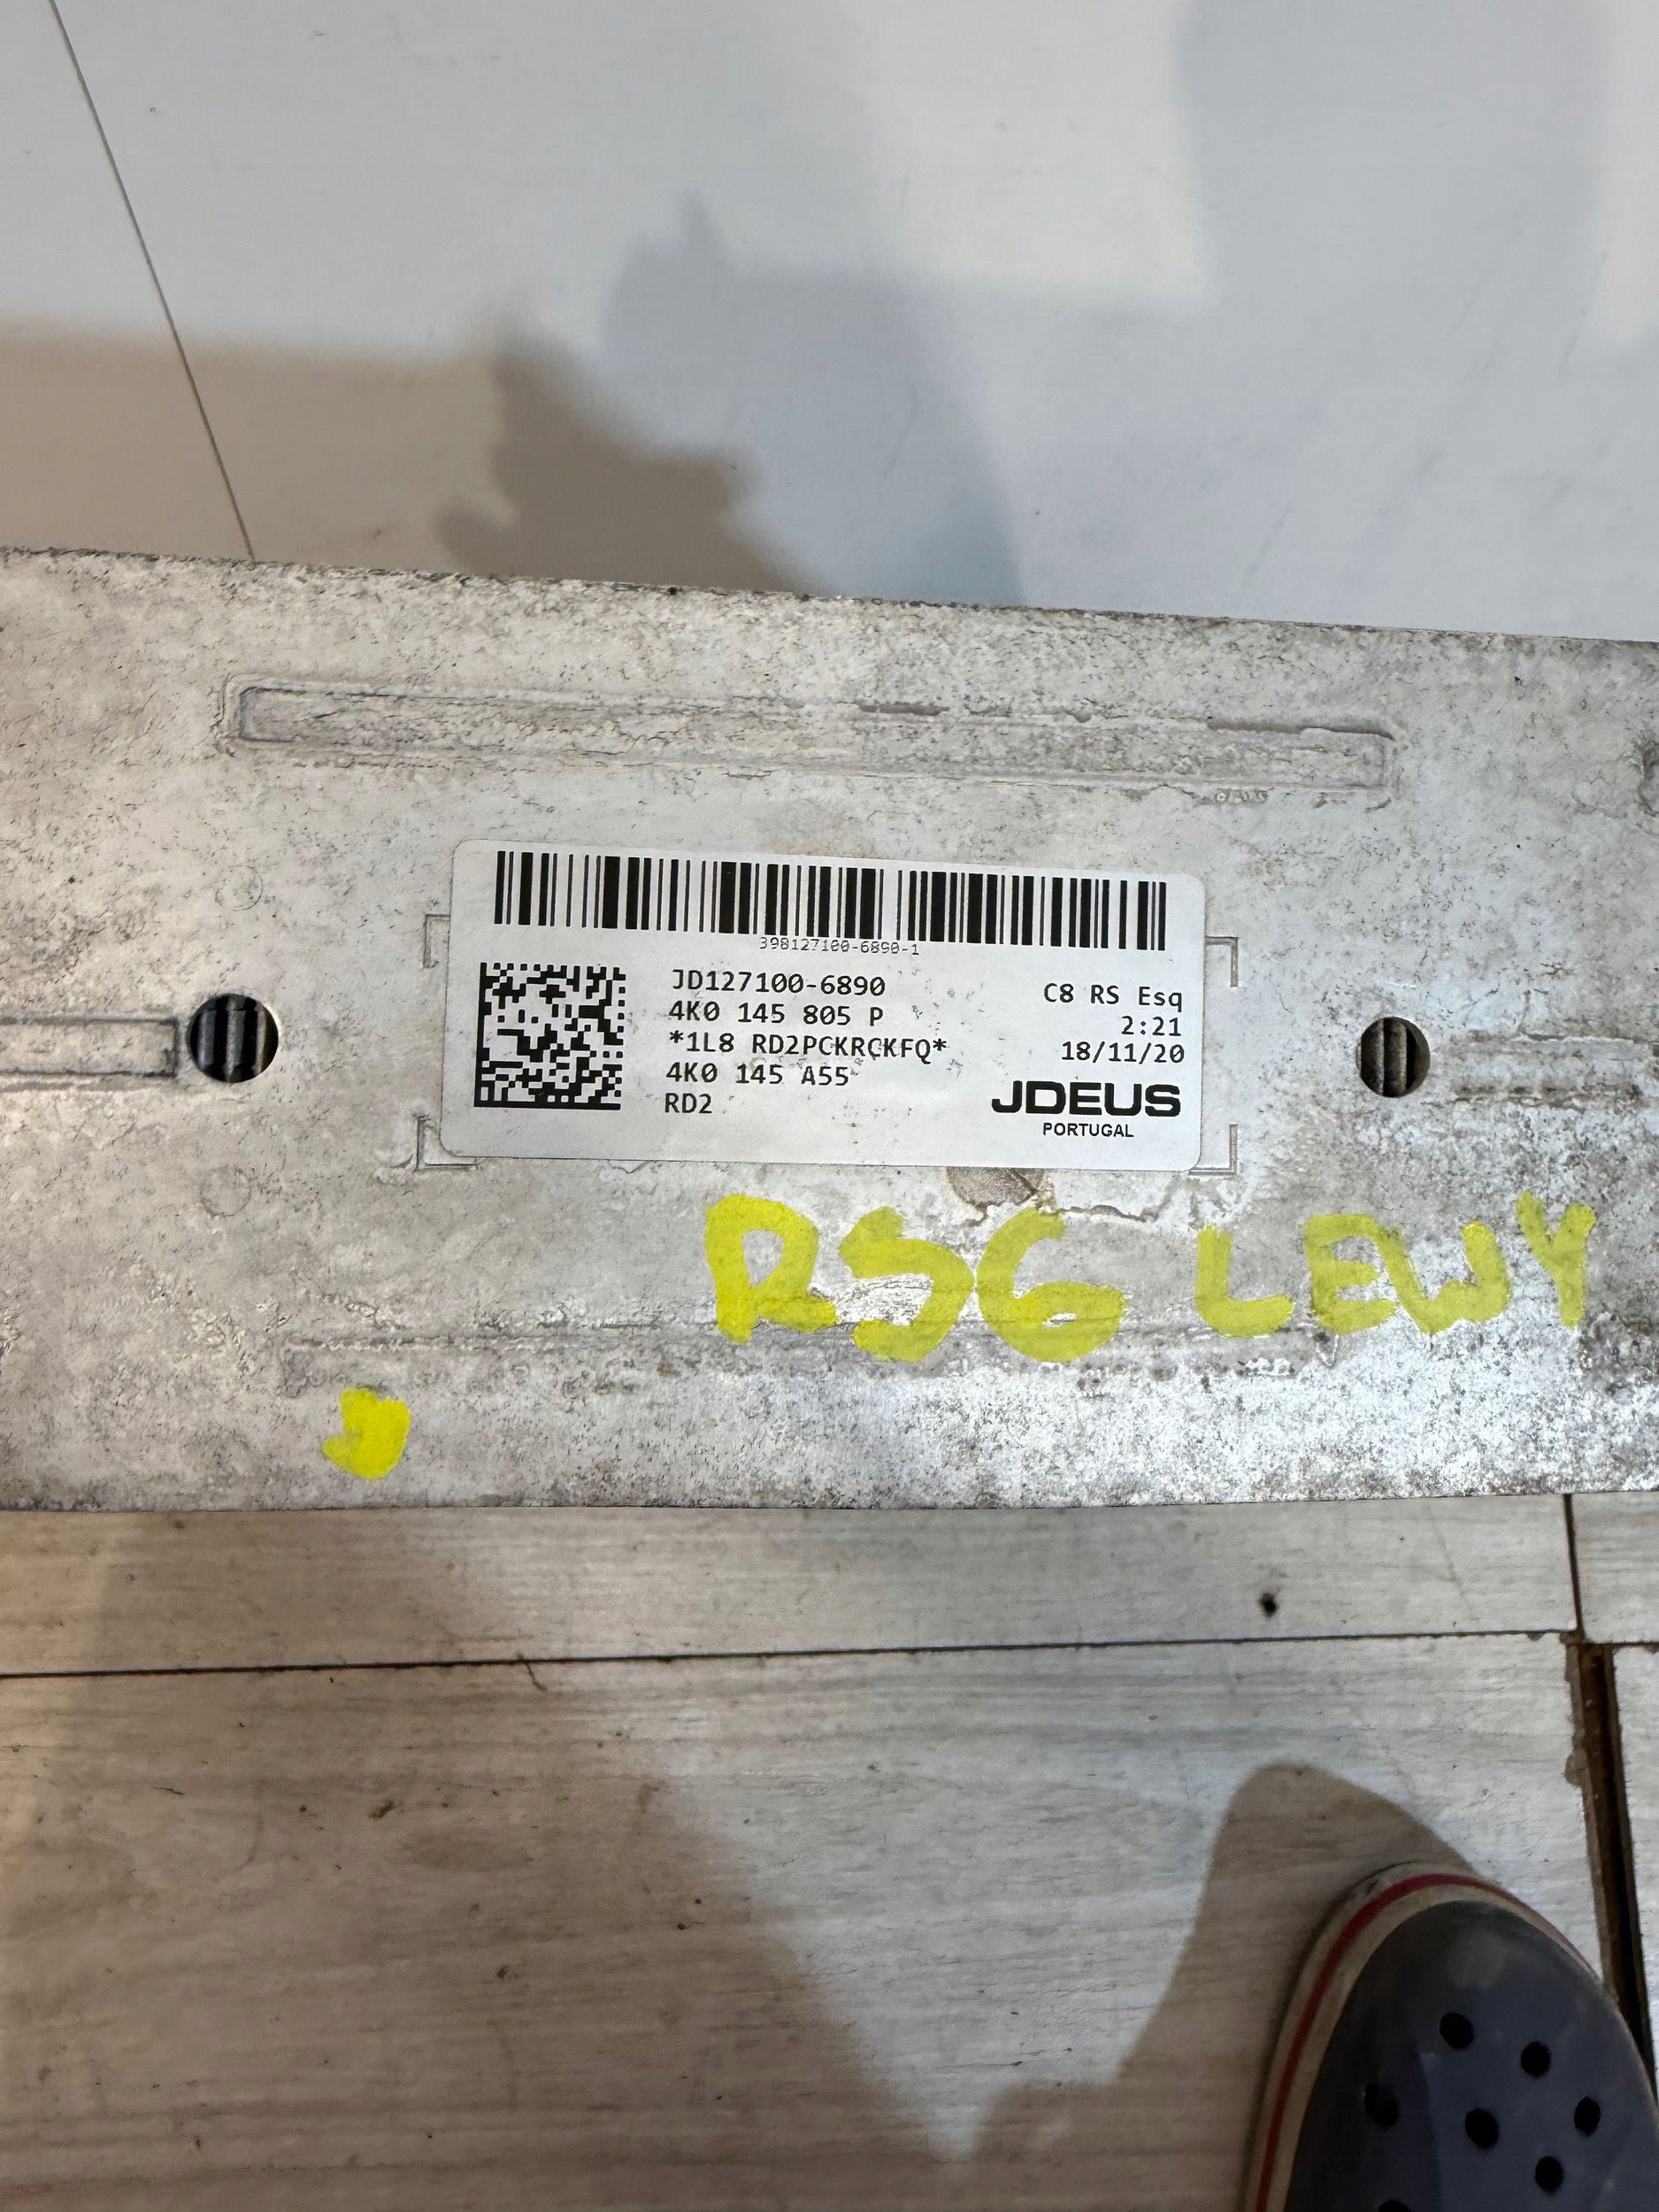 398127100-6890-1
JD127100-6890
4K0 145 805 P
*1L8 RD2PCKRCKFQ*
4K0 145 A55
RD2
C8 RS Esq
2:21
18/11/20
JDEUS
PORTUGAL
RS6 LEWY